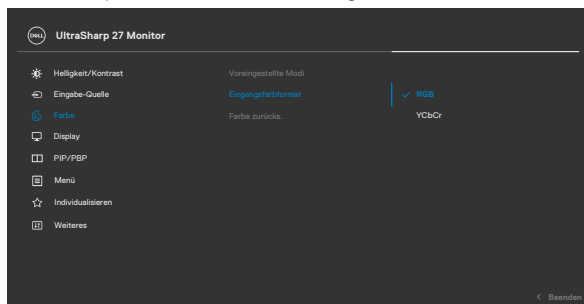 DELL UltraSharp 27 Monitor
Helligkeit/Kontrast Voreingestellte Modi
Eingabe-Quelle Eingangsfarbformat RGB
Farbe Farbe zurücks. YCbCr
Display
PIP/PBP
Menü
Individualisieren
Weiteres
Beenden